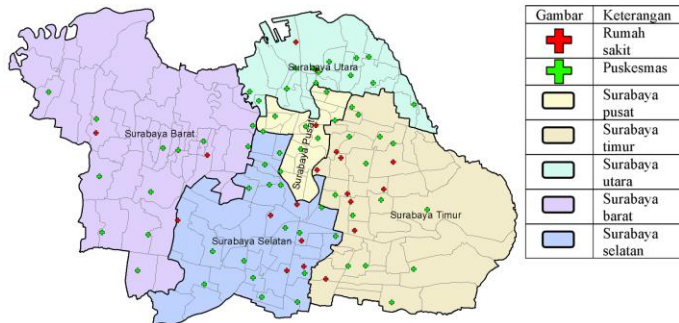 Surabaya Utara
Surabaya Barat
Surabaya Pusat
Surabaya Timur
Surabaya Selatan
Gambar Keterangan
Rumah
sakit
Puskesmas
Surabaya
pusat
Surabaya
timur
Surabaya
utara
Surabaya
barat
Surabaya
selatan